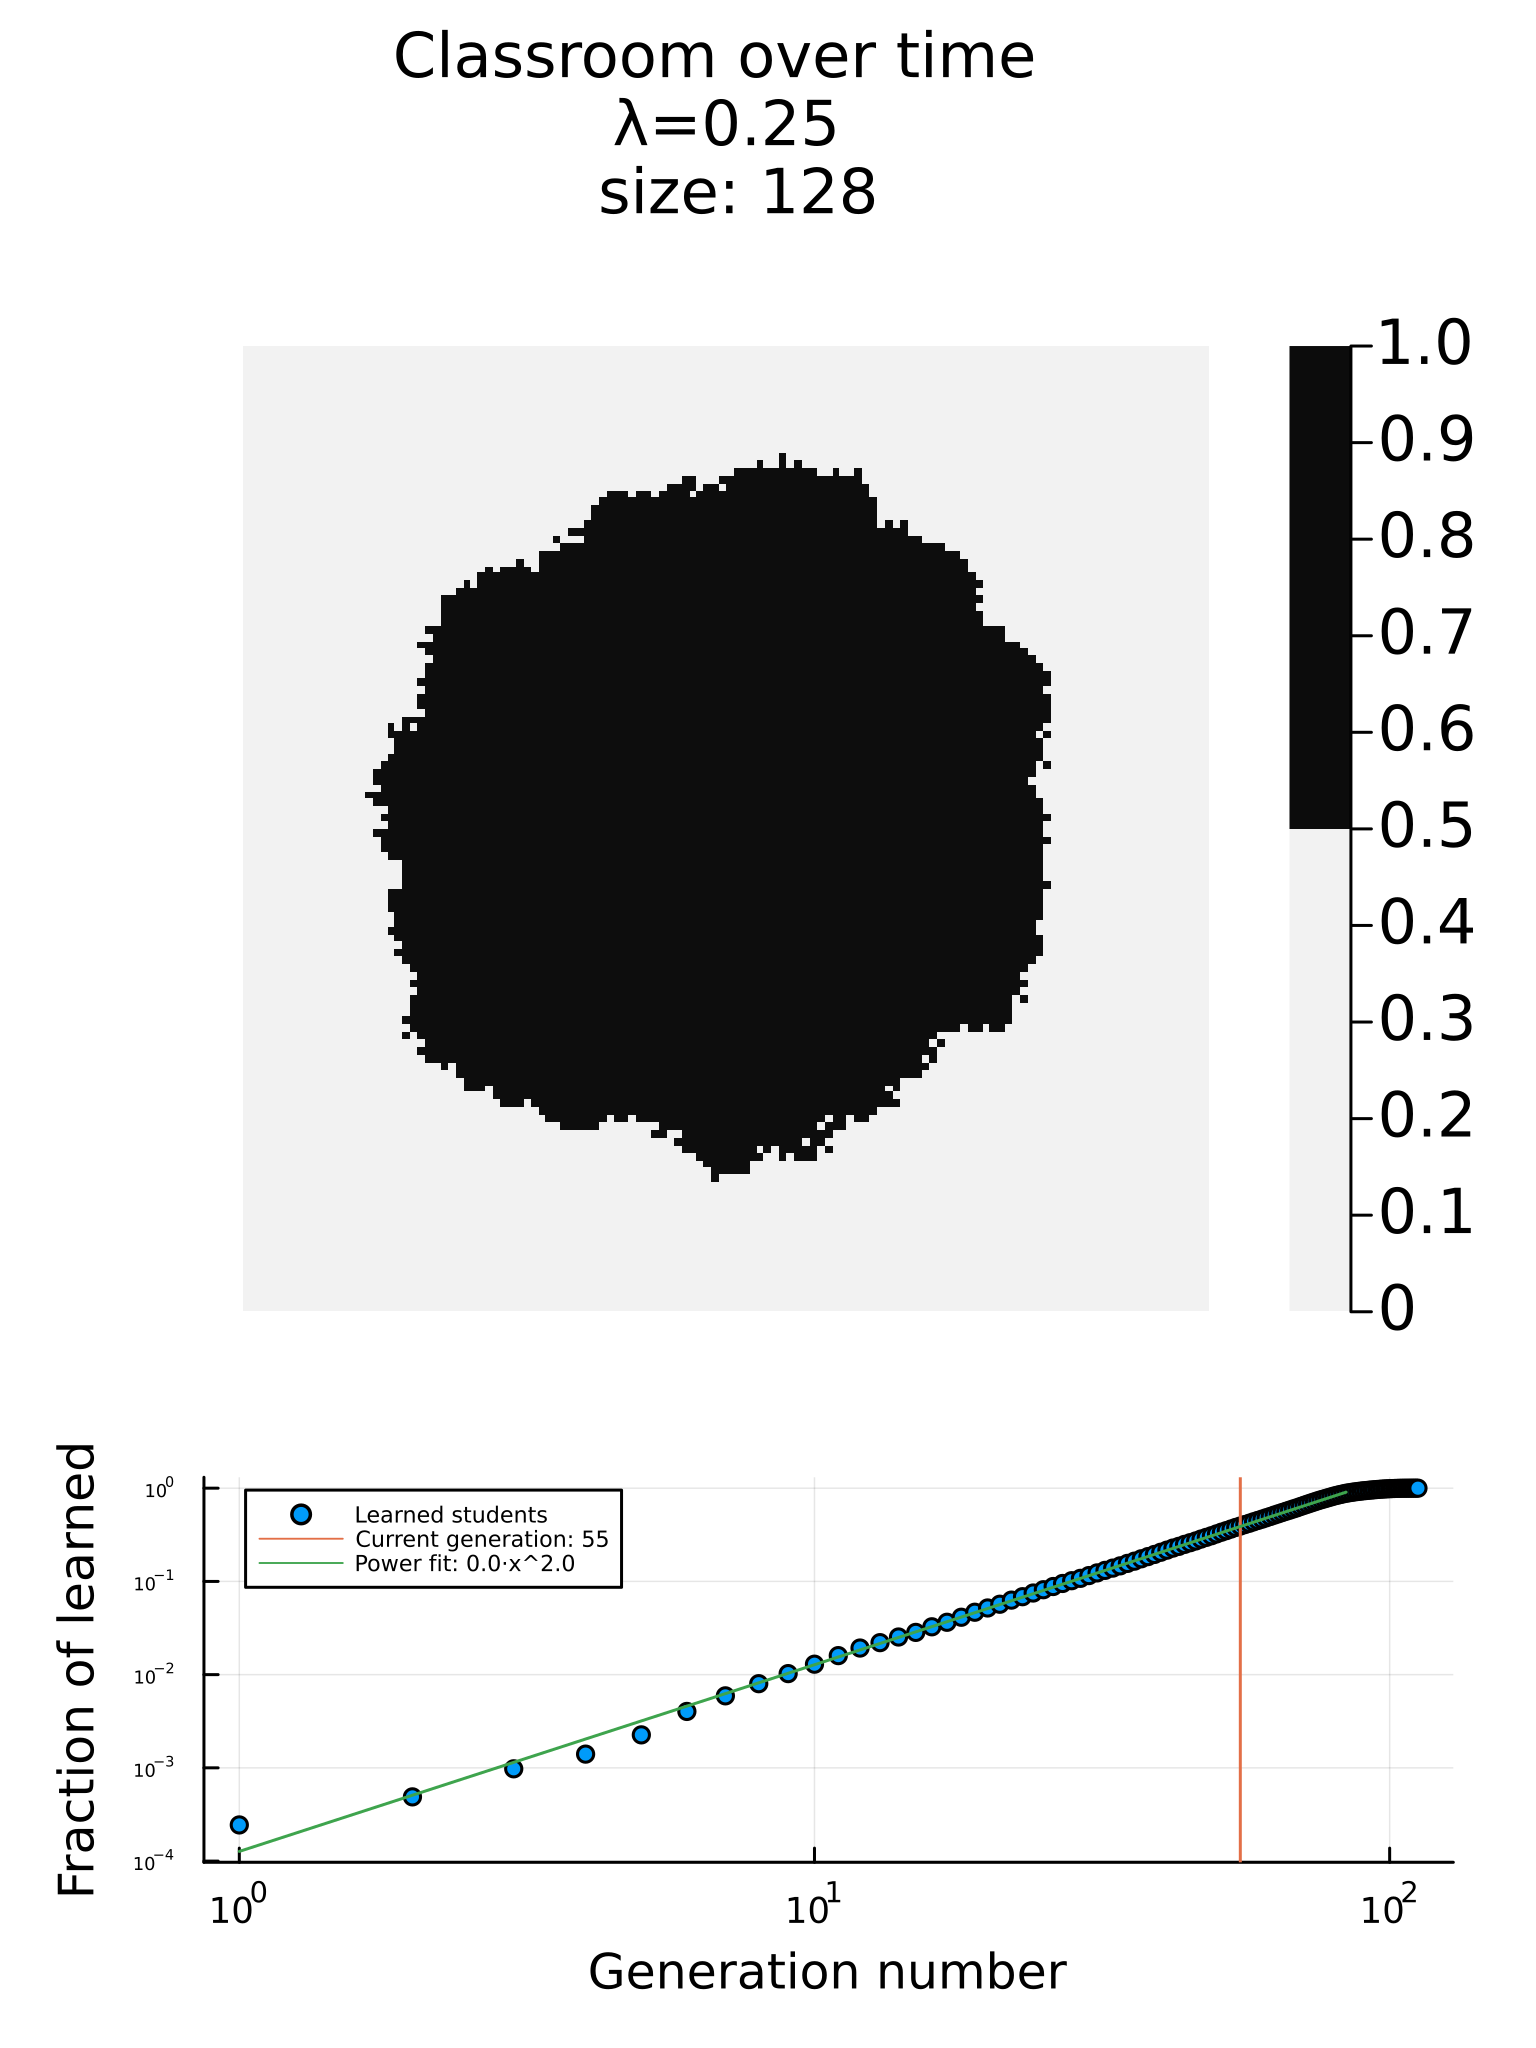 Classroom over time
λ=0.25
size: 128
1.0
0.9
0.8
0.7
0.6
0.5
0.4
0.3
0.2
0.1
0
Fraction of learned
10^0
10^-1
10^-2
10^-3
10^-4
Learned students
Current generation: 55
Power fit: 0.0·x^2.0
10^0 10^1 10^2
Generation number